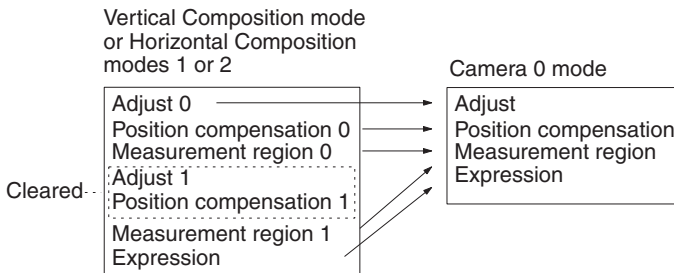 Vertical Composition mode
or Horizontal Composition
modes 1 or 2
Camera 0 mode
Adjust 0
Position compensation 0
Measurement region 0
Adjust 1
Position compensation 1
Measurement region 1
Expression
Cleared
Adjust
Position compensation
Measurement region
Expression